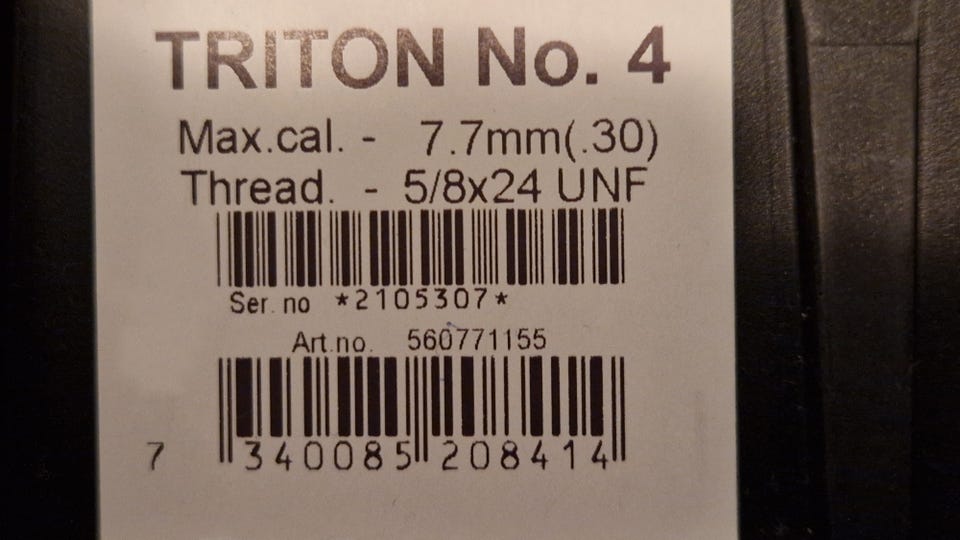 TRITON No. 4
Max.cal. - 7.7mm(.30)
Thread. - 5/8x24 UNF
Ser. no *2105307*
Art.no. 560771155
7 340085 208414